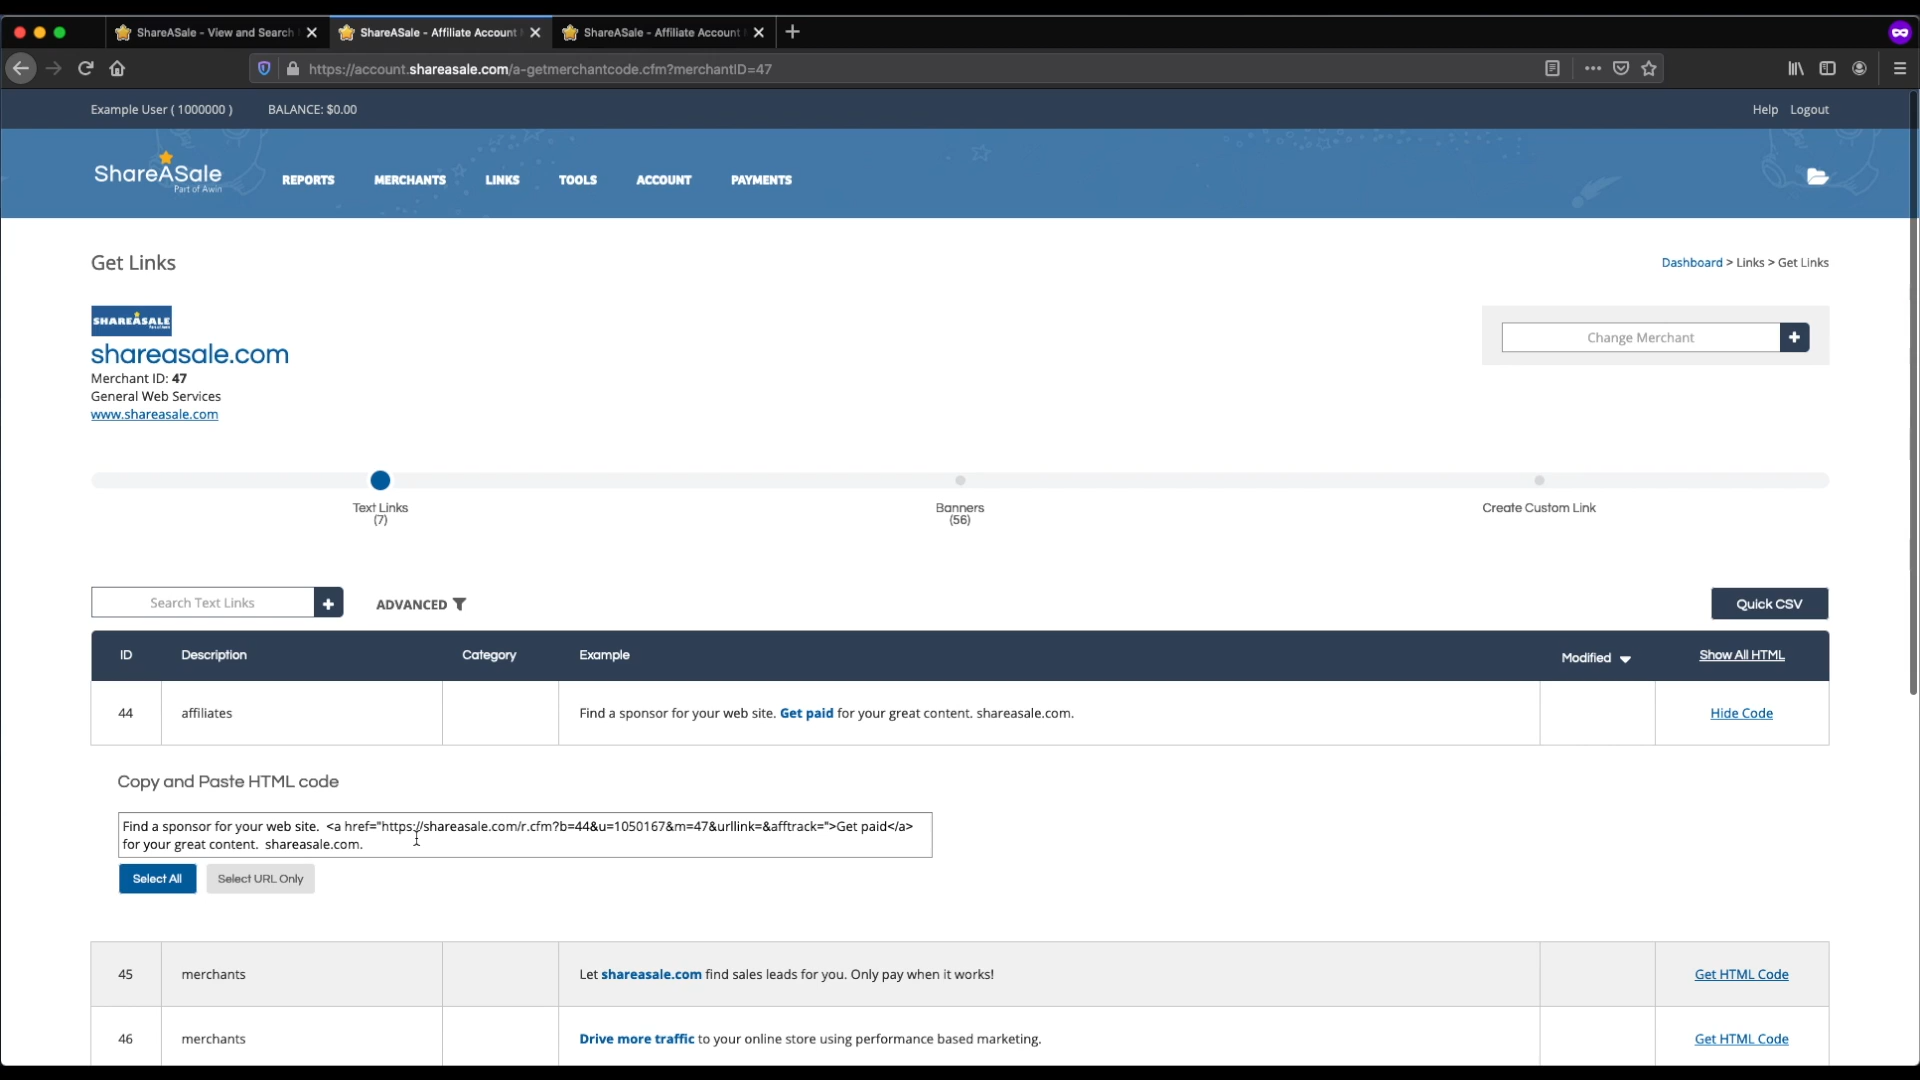 ShareASale - View and Search
ShareASale - Affiliate Account
ShareASale - Affiliate Account
https://account.shareasale.com/a-getmerchantcode.cfm?merchantID=47
Example User ( 1000000 ) BALANCE: $0.00 Help Logout
ShareASale
Part of Awin
REPORTS MERCHANTS LINKS TOOLS ACCOUNT PAYMENTS
Get Links
Dashboard > Links > Get Links
SHAREASALE
shareasale.com
Merchant ID: 47
General Web Services
www.shareasale.com
Change Merchant
Text Links
(7)
Banners
(56)
Create Custom Link
Search Text Links
ADVANCED
Quick CSV
ID Description Category Example Modified Show All HTML
44 affiliates Find a sponsor for your web site. Get paid for your great content. shareasale.com. Hide Code
Copy and Paste HTML code
Find a sponsor for your web site. <a href="https://shareasale.com/r.cfm?b=44&u=1050167&m=47&urllink=&afftrack=">Get paid</a>
for your great content. shareasale.com.
Select All Select URL Only
45 merchants Let shareasale.com find sales leads for you. Only pay when it works! Get HTML Code
46 merchants Drive more traffic to your online store using performance based marketing. Get HTML Code